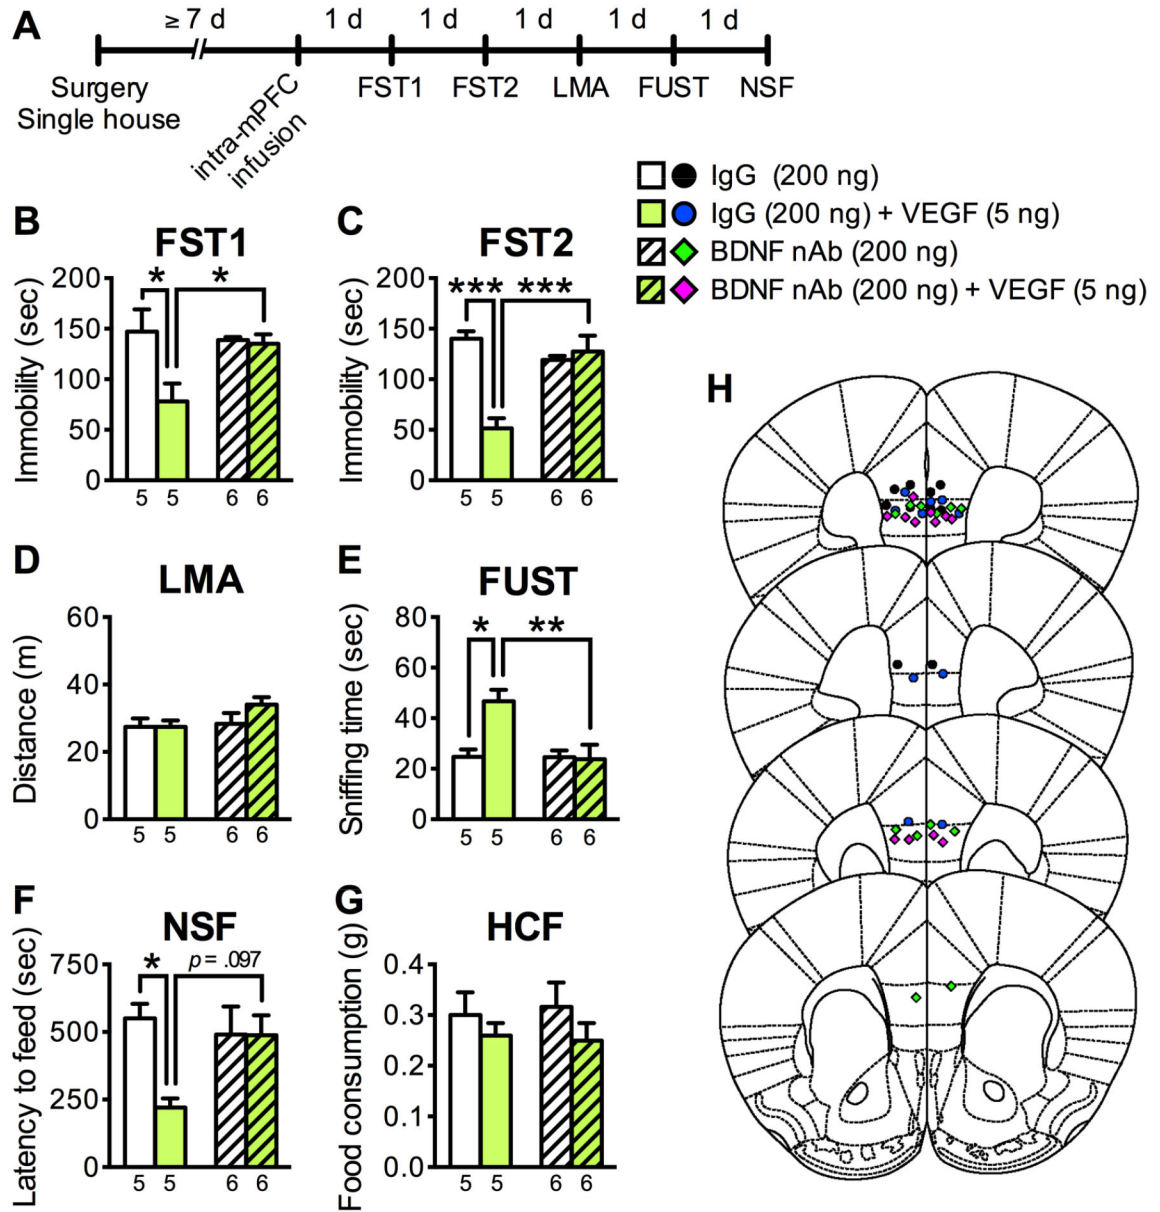 A
≥ 7 d
1 d
1 d
1 d
1 d
1 d
Surgery
Single house
intra-mPFC
infusion
FST1
FST2
LMA
FUST
NSF
IgG (200 ng)
IgG (200 ng) + VEGF (5 ng)
BDNF nAb (200 ng)
BDNF nAb (200 ng) + VEGF (5 ng)
B
FST1
Immobility (sec)
200
150
100
50
0
*
*
5 5 6 6
C
FST2
Immobility (sec)
200
150
100
50
0
***
***
5 5 6 6
D
LMA
Distance (m)
60
40
20
0
5 5 6 6
E
FUST
Sniffing time (sec)
80
60
40
20
0
*
**
5 5 6 6
F
NSF
Latency to feed (sec)
750
500
250
0
*
p = .097
5 5 6 6
G
HCF
Food consumption (g)
0.4
0.3
0.2
0.1
0.0
5 5 6 6
H